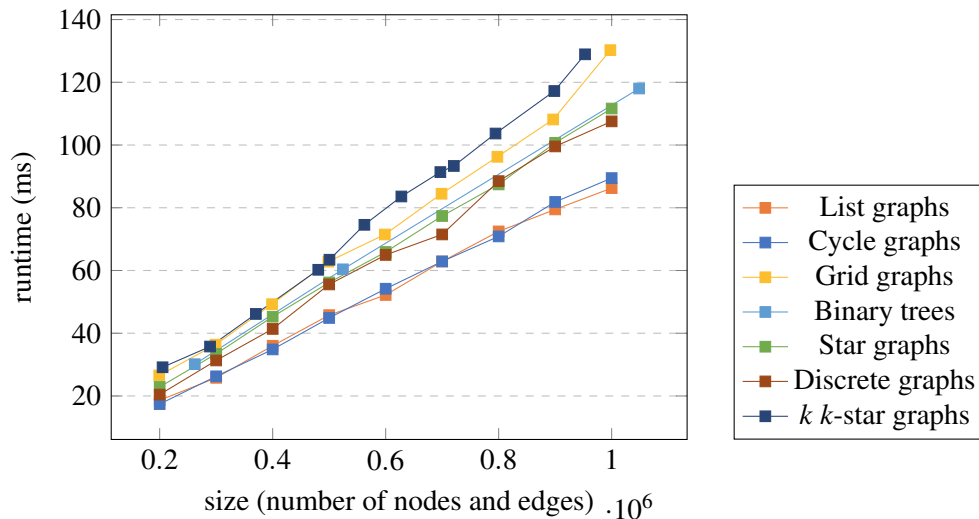 140
120
100
80
60
40
20
runtime (ms)
0.2
0.4
0.6
0.8
1
size (number of nodes and edges)
·10⁶
List graphs
Cycle graphs
Grid graphs
Binary trees
Star graphs
Discrete graphs
k k-star graphs